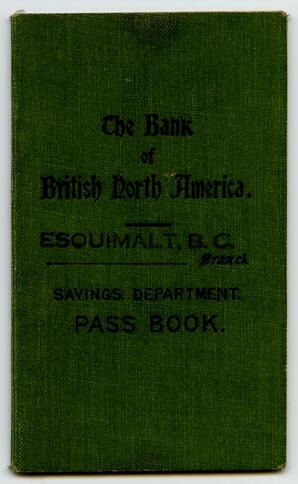 The Bank
of
British North America.
ESQUIMALT, B.C.
Branch
SAVINGS DEPARTMENT.
PASS BOOK.